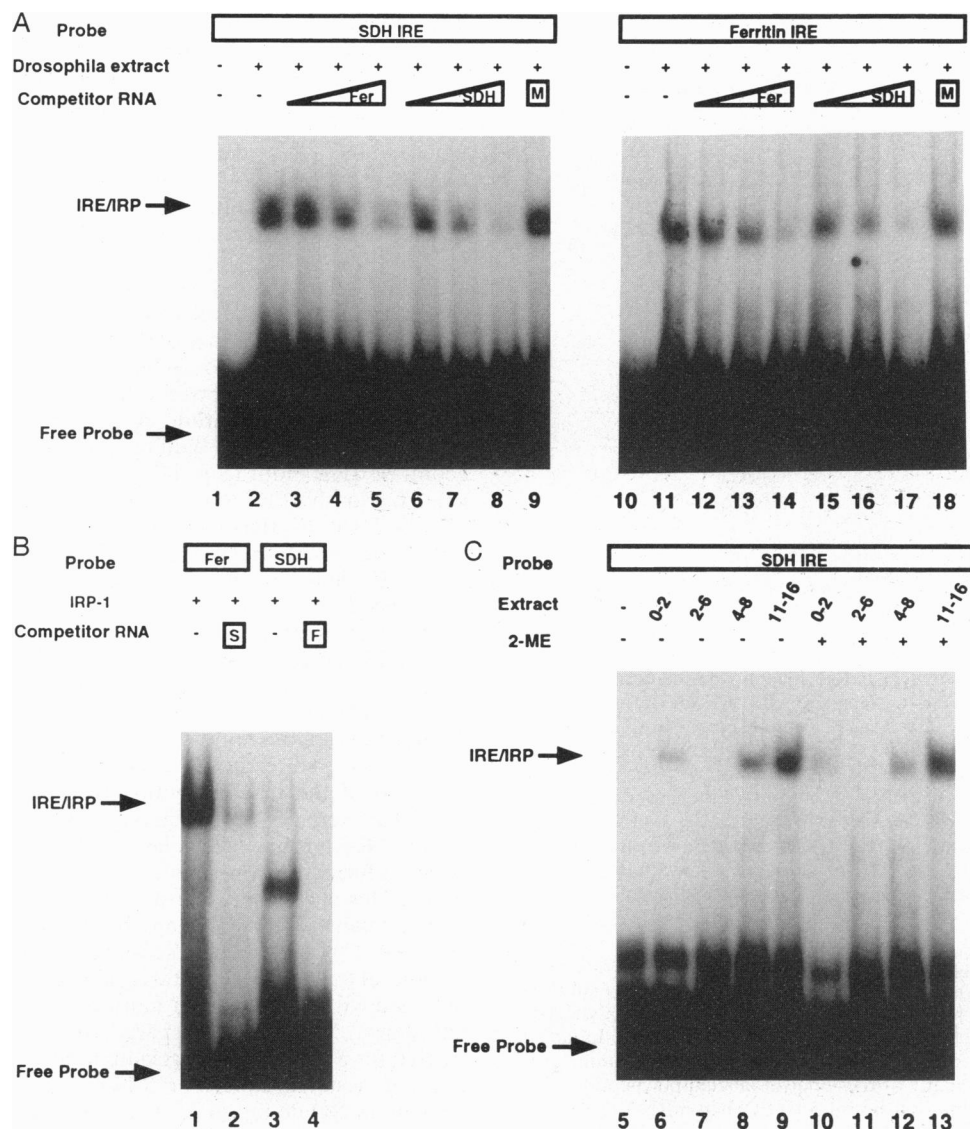 A
Probe SDH IRE Ferritin IRE
Drosophila extract - + + + + + + + + - + + + + + + + +
Competitor RNA - - Fer SDH M - - Fer SDH M
IRE/IRP
Free Probe
1 2 3 4 5 6 7 8 9 10 11 12 13 14 15 16 17 18
B
Probe Fer SDH
IRP-1 + + + +
Competitor RNA - S - F
IRE/IRP
Free Probe
1 2 3 4
C
Probe SDH IRE
Extract - 0-2 2-6 4-8 11-16 0-2 2-6 4-8 11-16
2-ME - - - - - + + + +
IRE/IRP
Free Probe
5 6 7 8 9 10 11 12 13